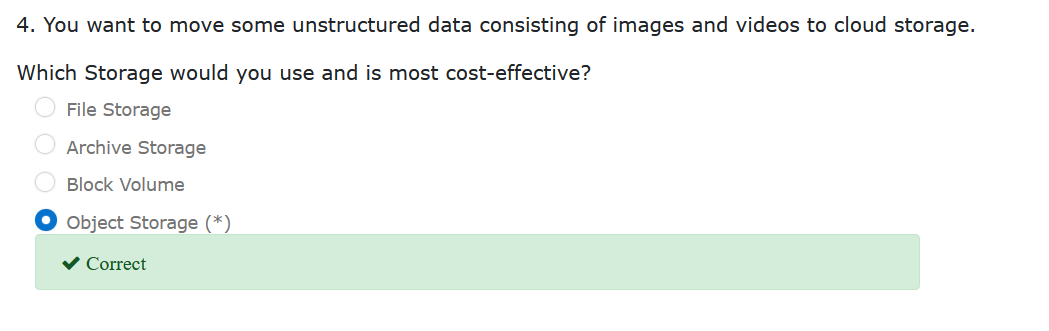 4. You want to move some unstructured data consisting of images and videos to cloud storage.
Which Storage would you use and is most cost-effective?
File Storage
Archive Storage
Block Volume
Object Storage (*)
Correct